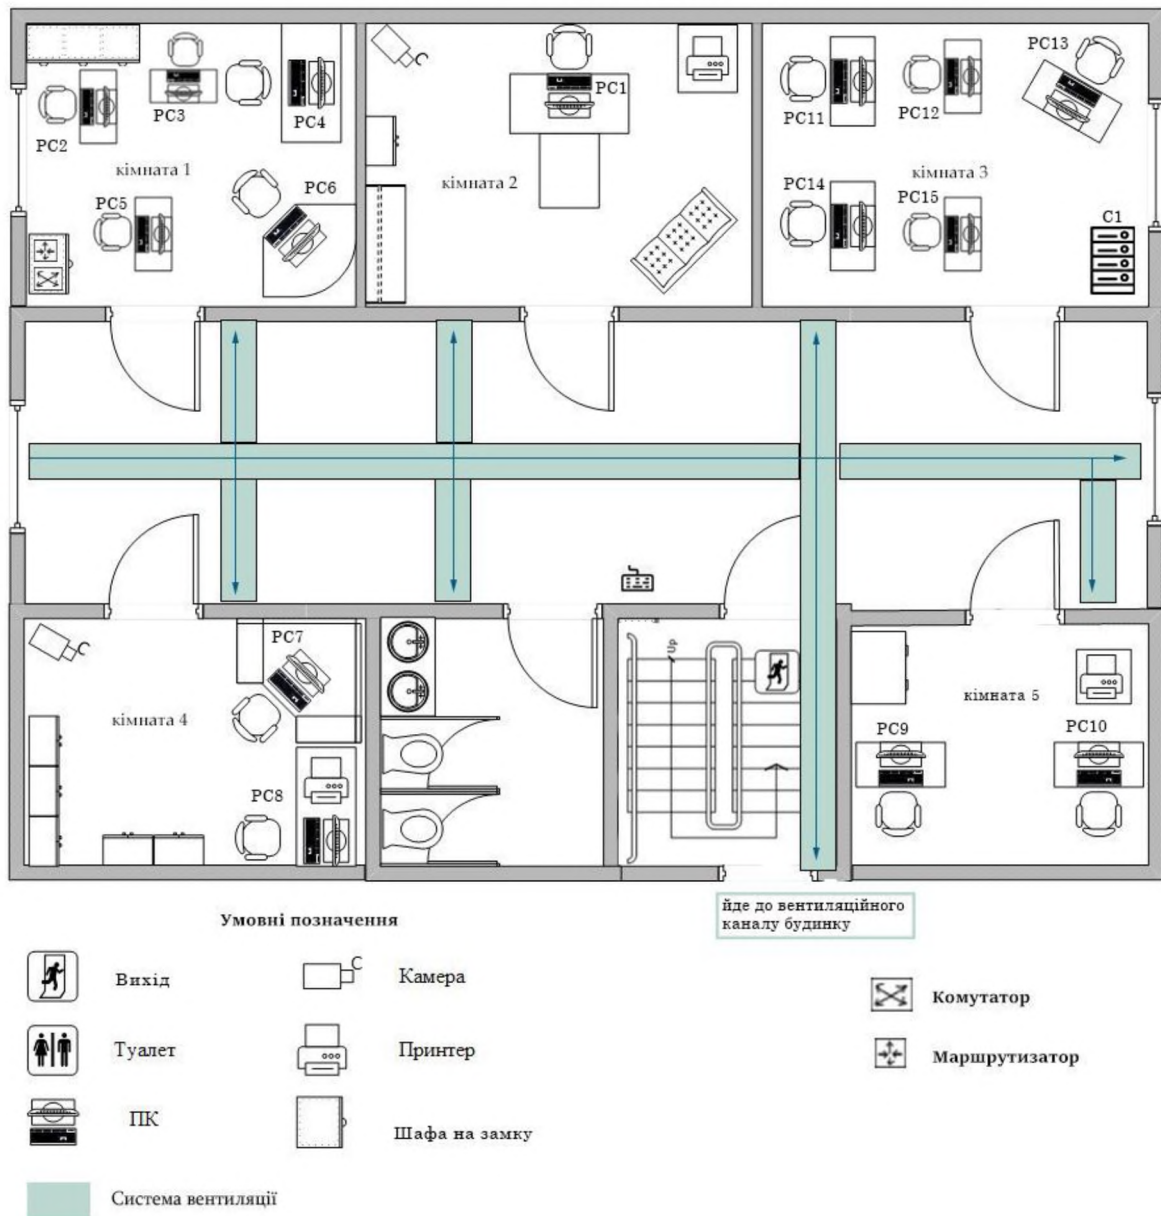 PC1
PC2
PC3
PC4
кімната 1
PC5
PC6
кімната 2
PC11
PC12
PC13
кімната 3
PC14
PC15
C1
C
C
PC7
кімната 4
PC8
Up
кімната 5
PC9
PC10
йде до вентиляційного
каналу будинку
Умовні позначення
Вихід
C
Камера
Комутатор
Туалет
Принтер
Маршрутизатор
ПК
Шафа на замку
Система вентиляції